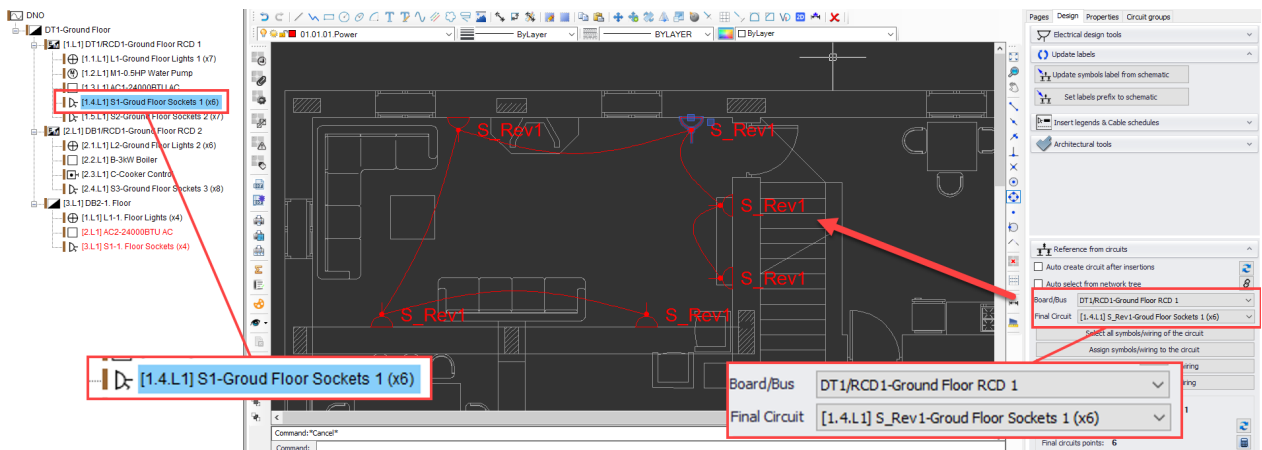 DNO
DT1-Ground Floor
[1.L1] DT1/RCD1-Ground Floor RCD 1
[1.1.L1] L1-Ground Floor Lights 1 (x7)
[1.2.L1] M1-0.5HP Water Pump
[1.3.L1] AC1-24000BTU AC
[1.4.L1] S1-Groud Floor Sockets 1 (x6)
[1.5.L1] S2-Ground Floor Sockets 2 (x7)
[2.L1] DB1/RCD1-Ground Floor RCD 2
[2.1.L1] L2-Ground Floor Lights 2 (x6)
[2.2.L1] B-3kW Boiler
[2.3.L1] C-Cooker Control
[2.4.L1] S3-Ground Floor Sockets 3 (x8)
[3.L1] DB2-1. Floor
[1.L1] L1-1. Floor Lights (x4)
[2.L1] AC2-24000BTU AC
[3.L1] S1-1. Floor Sockets (x4)
[1.4.L1] S1-Groud Floor Sockets 1 (x6)
01.01.01.Power
ByLayer
BYLAYER
ByLayer
S_Rev1
S_Rev1
S_Rev1
S_Rev1
S_Rev1
S_Rev1
Command:*Cancel*
Command:
Pages Design Properties Circuit groups
Electrical design tools
Update labels
Update symbols label from schematic
Set labels prefix to schematic
Insert legends & Cable schedules
Architectural tools
Reference from circuits
Auto create circuit after insertions
Auto select from network tree
Board/Bus DT1/RCD1-Ground Floor RCD 1
Final Circuit [1.4.L1] S_Rev1-Groud Floor Sockets 1 (x6)
Select all symbols/wiring of the circuit
Assign symbols/wiring to the circuit
Board/Bus DT1/RCD1-Ground Floor RCD 1
Final Circuit [1.4.L1] S_Rev1-Groud Floor Sockets 1 (x6)
Final circuits points: 6